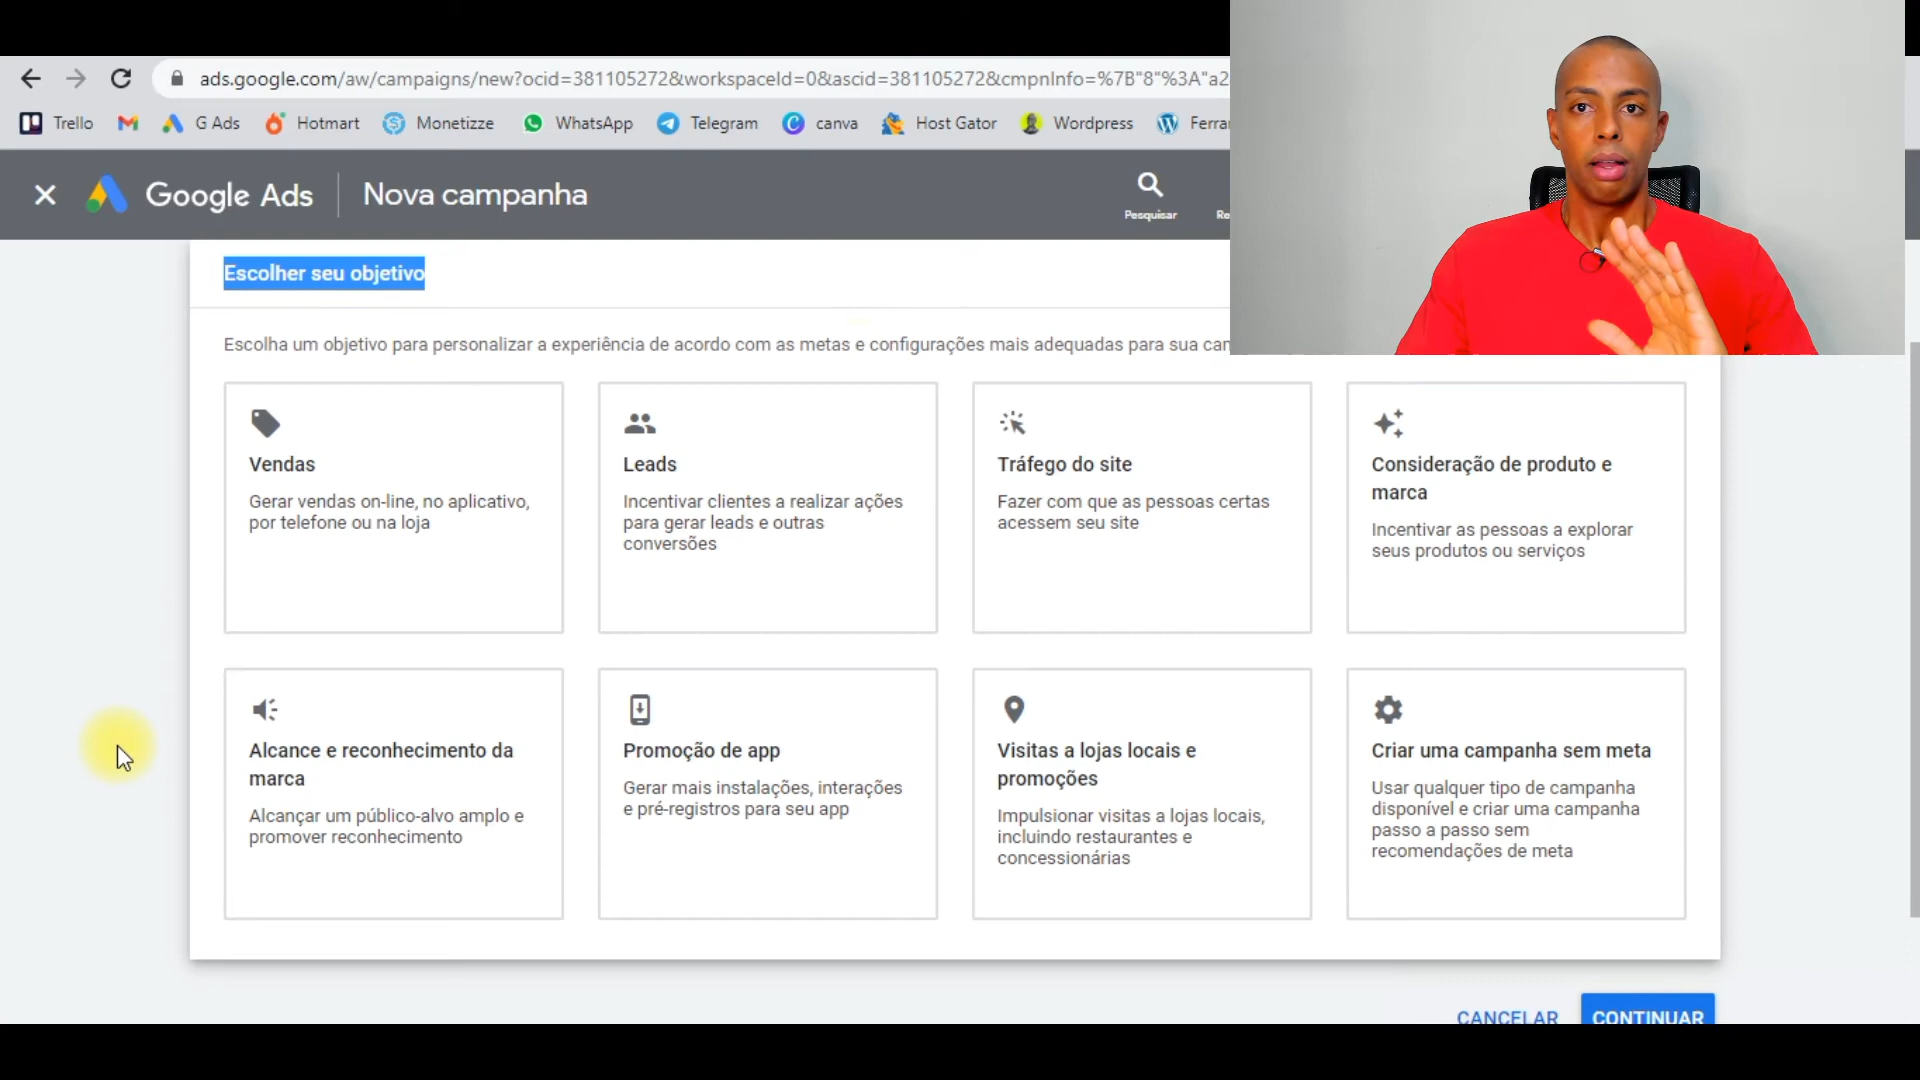 ads.google.com/aw/campaigns/new?ocid=381105272&workspaceId=0&ascid=381105272&cmpnInfo=%7B"8"%3A"a2
Trello G Ads Hotmart Monetizze WhatsApp Telegram canva Host Gator Wordpress Ferrar
Google Ads Nova campanha
Pesquisar Re
Escolher seu objetivo
Escolha um objetivo para personalizar a experiência de acordo com as metas e configurações mais adequadas para sua can
Vendas
Gerar vendas on-line, no aplicativo,
por telefone ou na loja
Leads
Incentivar clientes a realizar ações
para gerar leads e outras
conversões
Tráfego do site
Fazer com que as pessoas certas
acessem seu site
Consideração de produto e
marca
Incentivar as pessoas a explorar
seus produtos ou serviços
Alcance e reconhecimento da
marca
Alcançar um público-alvo amplo e
promover reconhecimento
Promoção de app
Gerar mais instalações, interações
e pré-registros para seu app
Visitas a lojas locais e
promoções
Impulsionar visitas a lojas locais,
incluindo restaurantes e
concessionárias
Criar uma campanha sem meta
Usar qualquer tipo de campanha
disponível e criar uma campanha
passo a passo sem
recomendações de meta
CANCELAR CONTINUAR